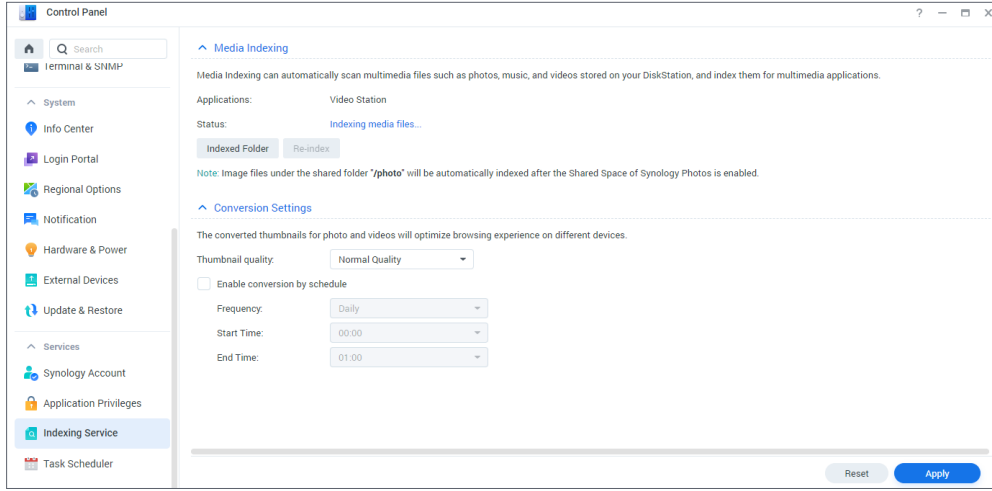 Control Panel
?
Search
Terminal & SNMP
System
Info Center
Login Portal
Regional Options
Notification
Hardware & Power
External Devices
Update & Restore
Services
Synology Account
Application Privileges
Indexing Service
Task Scheduler
Media Indexing
Media Indexing can automatically scan multimedia files such as photos, music, and videos stored on your DiskStation, and index them for multimedia applications.
Applications: Video Station
Status: Indexing media files...
Indexed Folder Re-index
Note: Image files under the shared folder "/photo" will be automatically indexed after the Shared Space of Synology Photos is enabled.
Conversion Settings
The converted thumbnails for photo and videos will optimize browsing experience on different devices.
Thumbnail quality: Normal Quality
Enable conversion by schedule
Frequency: Daily
Start Time: 00:00
End Time: 01:00
Reset Apply